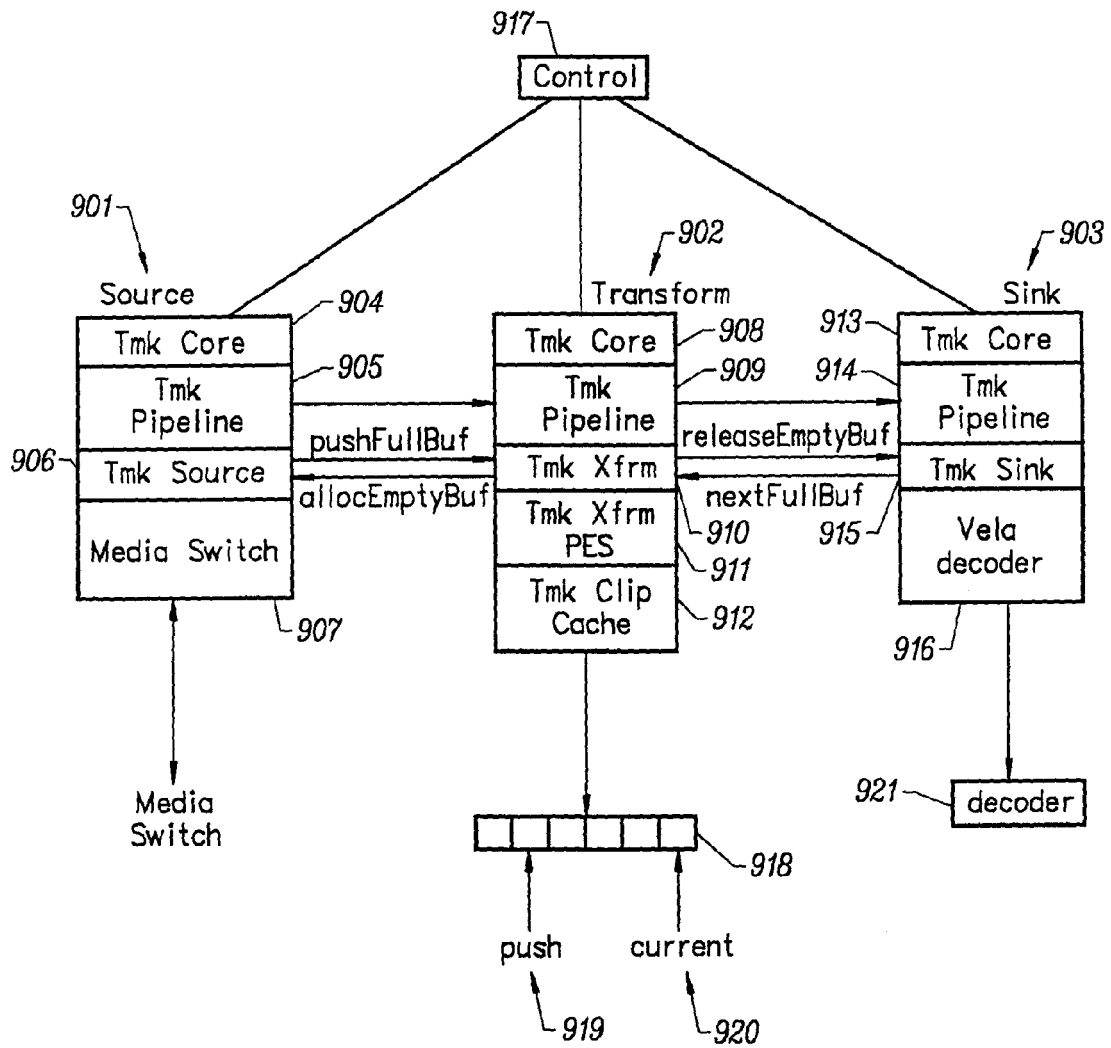 917
Control
901
902
903
Source
904
Transform
Sink
Tmk Core
908
Tmk Core
913
Tmk Core
905
Tmk
Pipeline
909
Tmk
Pipeline
914
Tmk
Pipeline
pushFullBuf
releaseEmptyBuf
906
Tmk Source
Tmk Xfrm
Tmk Sink
allocEmptyBuf
nextFullBuf
910
915
Media Switch
Tmk Xfrm
PES
911
Vela
decoder
907
Tmk Clip
Cache
912
916
Media
Switch
921
decoder
918
push
current
919
920